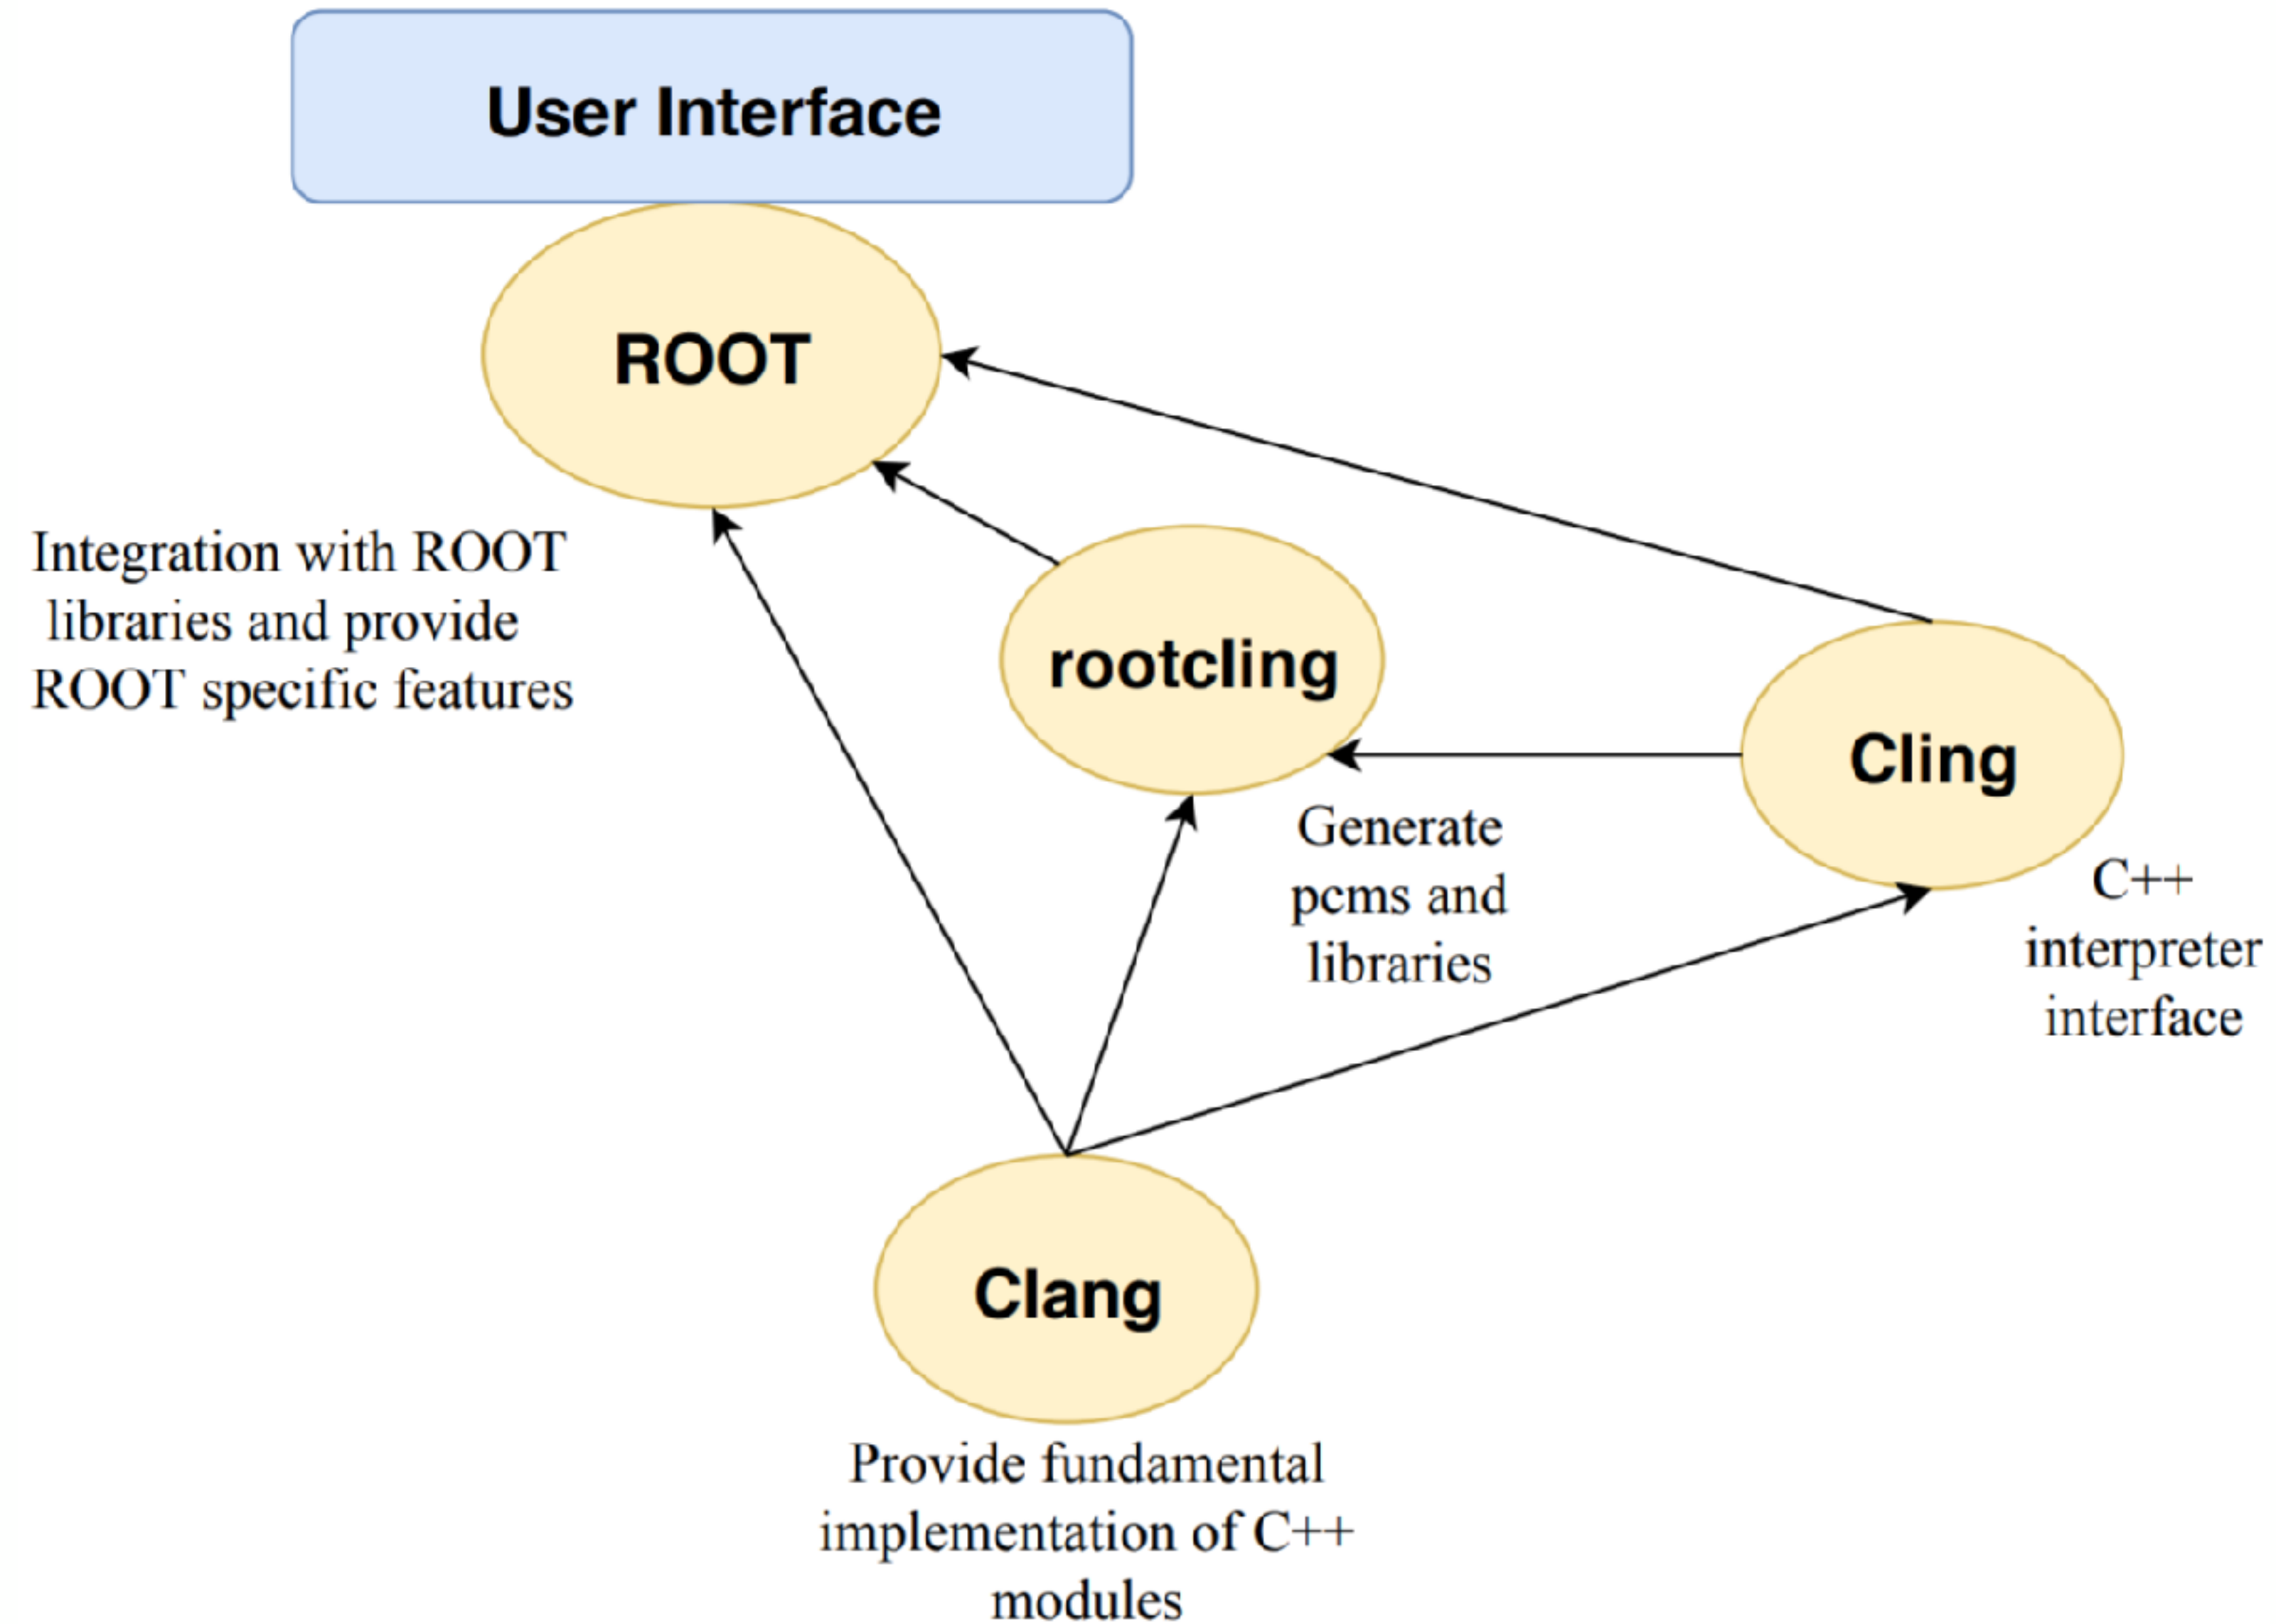 User Interface
ROOT
Integration with ROOT
libraries and provide
ROOT specific features
rootcling
Cling
Generate
pcms and
libraries
C++
interpreter
interface
Clang
Provide fundamental
implementation of C++
modules